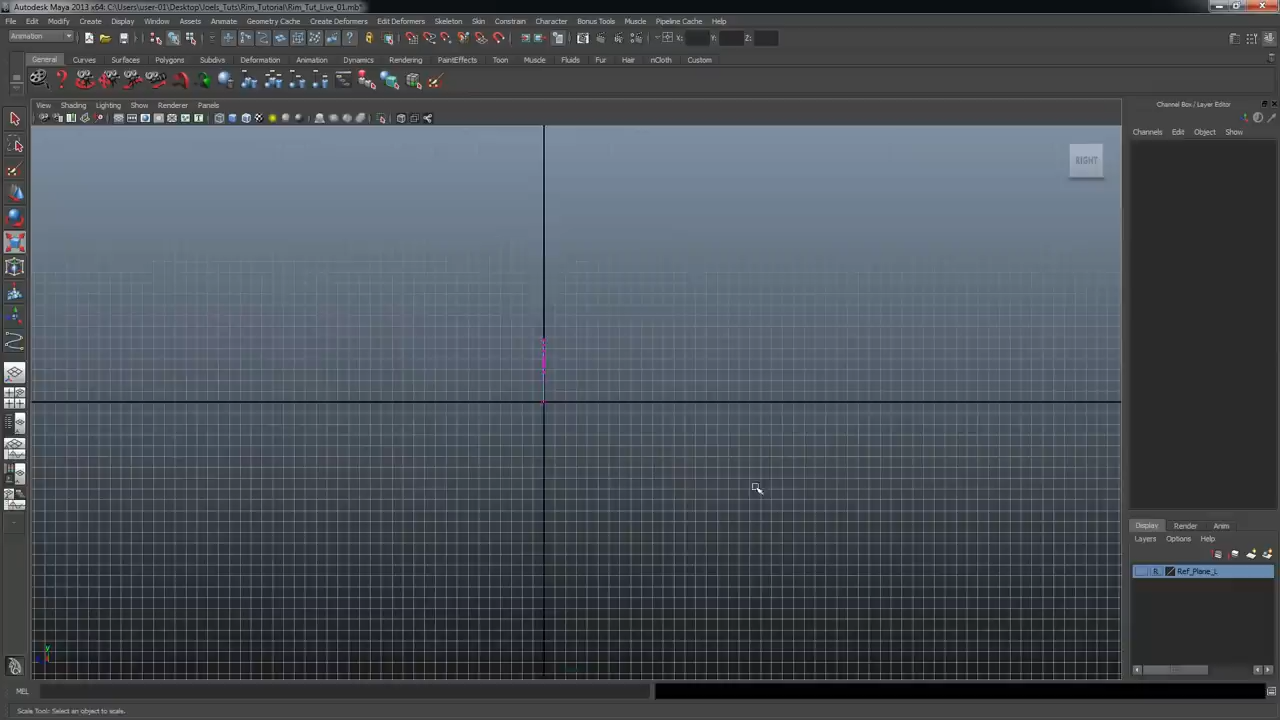 Autodesk Maya 2013 x64: C:\Users\user-01\Desktop\Joels_Tuts\Rim_Tutorial\Rim_Tut_Live_01.mb*
File Edit Modify Create Display Window Assets Animate Geometry Cache Create Deformers Edit Deformers Skeleton Skin Constrain Character Bonus Tools Muscle Pipeline Cache Help
Animation X: Y: Z:
General Curves Surfaces Polygons Subdivs Deformation Animation Dynamics Rendering PaintEffects Toon Muscle Fluids Fur Hair nCloth Custom
Channel Box / Layer Editor
View Shading Lighting Show Renderer Panels
Channels Edit Object Show
RIGHT
Display Render Anim
Layers Options Help
R Ref_Plane_L
y
MEL
Scale Tool: Select an object to scale.